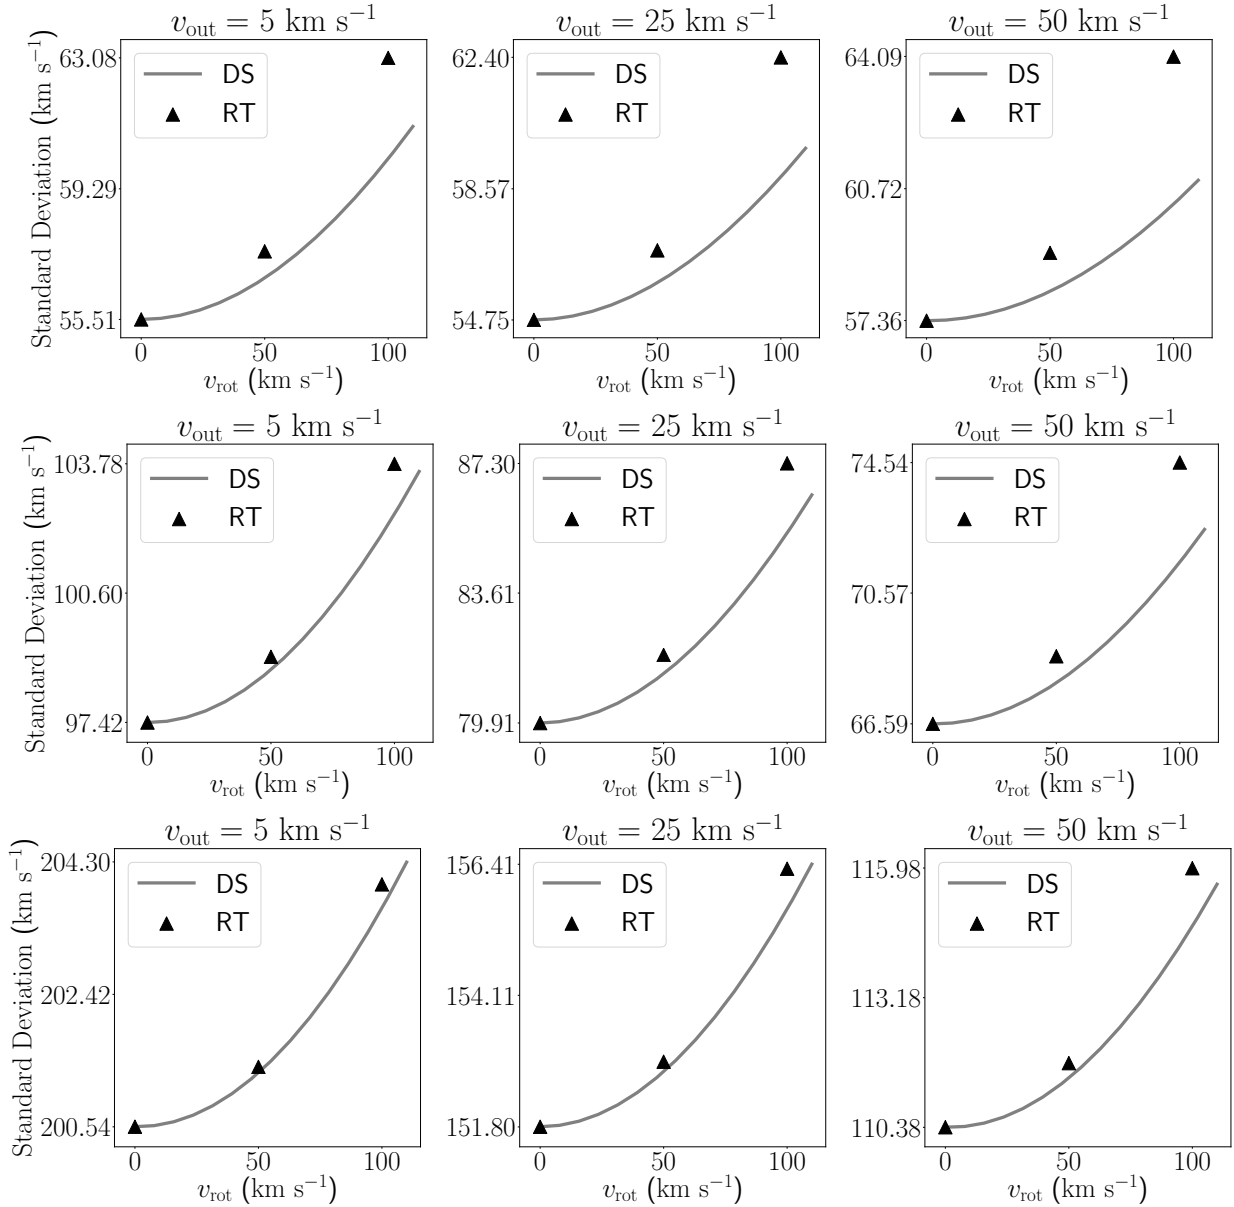 v_out = 5 km s⁻¹
v_out = 25 km s⁻¹
v_out = 50 km s⁻¹
Standard Deviation (km s⁻¹)
63.08
59.29
55.51
DS
RT
0
50
100
v_rot (km s⁻¹)
62.40
58.57
54.75
DS
RT
0
50
100
v_rot (km s⁻¹)
64.09
60.72
57.36
DS
RT
0
50
100
v_rot (km s⁻¹)
v_out = 5 km s⁻¹
v_out = 25 km s⁻¹
v_out = 50 km s⁻¹
Standard Deviation (km s⁻¹)
103.78
100.60
97.42
DS
RT
0
50
100
v_rot (km s⁻¹)
87.30
83.61
79.91
DS
RT
0
50
100
v_rot (km s⁻¹)
74.54
70.57
66.59
DS
RT
0
50
100
v_rot (km s⁻¹)
v_out = 5 km s⁻¹
v_out = 25 km s⁻¹
v_out = 50 km s⁻¹
Standard Deviation (km s⁻¹)
204.30
202.42
200.54
DS
RT
0
50
100
v_rot (km s⁻¹)
156.41
154.11
151.80
DS
RT
0
50
100
v_rot (km s⁻¹)
115.98
113.18
110.38
DS
RT
0
50
100
v_rot (km s⁻¹)